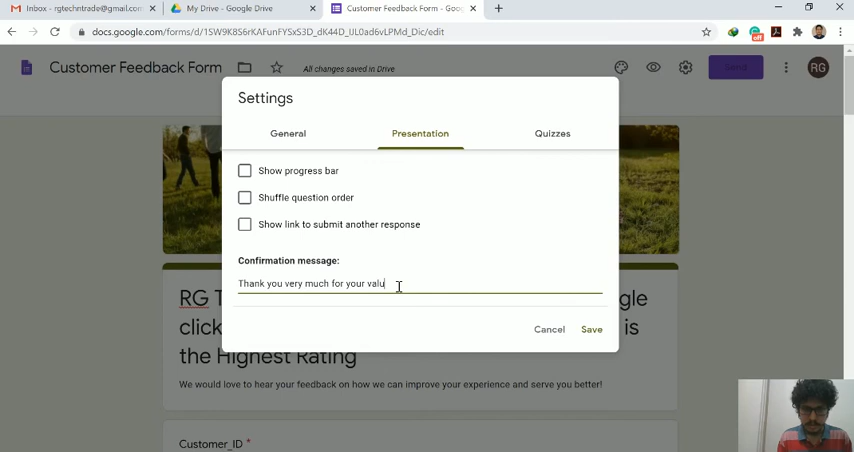 Inbox - rgtechntrade@gmail.com
My Drive - Google Drive
Customer Feedback Form - Goog
docs.google.com/forms/d/1SW9K8S6rKAFunFYSxS3D_dK44D_UL0ad6vLPMd_Dic/edit
off
Customer Feedback Form
All changes saved in Drive
Send
RG
Settings
General
Presentation
Quizzes
Show progress bar
Shuffle question order
Show link to submit another response
Confirmation message:
Thank you very much for your valu
Cancel
Save
RG T
gle
click
is
the Highest Rating
We would love to hear your feedback on how we can improve your experience and serve you better!
Customer_ID *